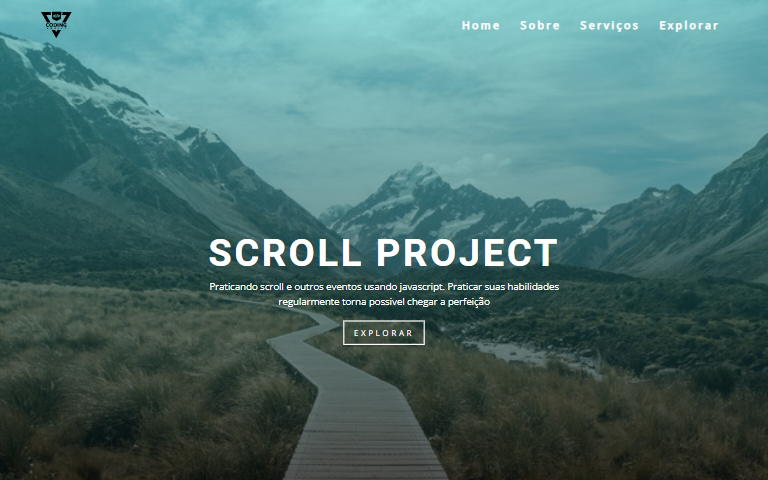 CODING
Home Sobre Serviços Explorar
SCROLL PROJECT
Praticando scroll e outros eventos usando javascript. Praticar suas habilidades
regularmente torna possivel chegar a perfeição
EXPLORAR